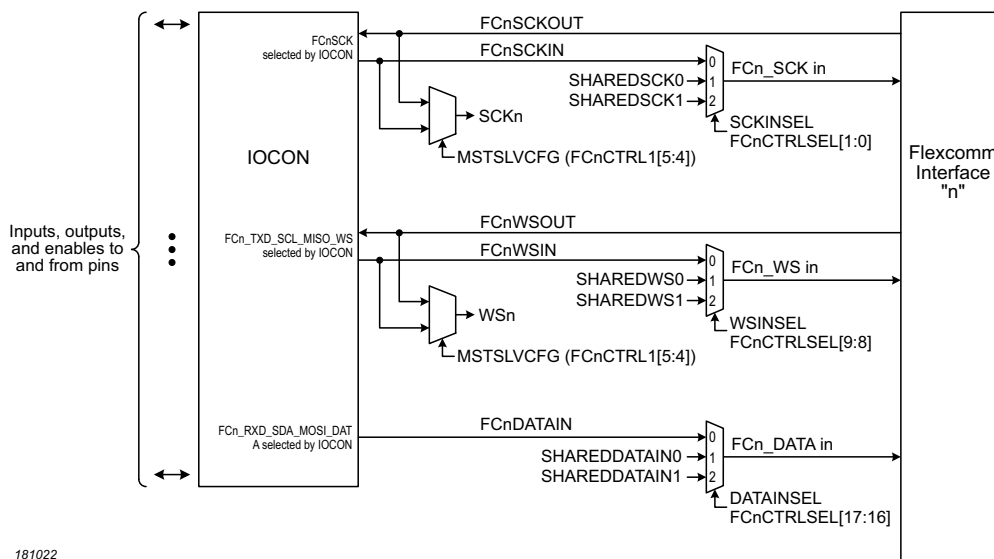 FCnSCKOUT
FCnSCK
selected by IOCON
FCnSCKIN
0
SHAREDSCK0
1
SHAREDSCK1
2
FCn_SCK in
SCKn
SCKINSEL
FCnCTRLSEL[1:0]
MSTSLVCFG (FCnCTRL1[5:4])
IOCON
Flexcomm
Interface
"n"
Inputs, outputs,
and enables to
and from pins
FCnWSOUT
FCn_TXD_SCL_MISO_WS
selected by IOCON
FCnWSIN
0
SHAREDWS0
1
SHAREDWS1
2
FCn_WS in
WSn
WSINSEL
FCnCTRLSEL[9:8]
MSTSLVCFG (FCnCTRL1[5:4])
FCn_RXD_SDA_MOSI_DAT
A selected by IOCON
FCnDATAIN
0
SHAREDDATAIN0
1
SHAREDDATAIN1
2
FCn_DATA in
DATAINSEL
FCnCTRLSEL[17:16]
181022